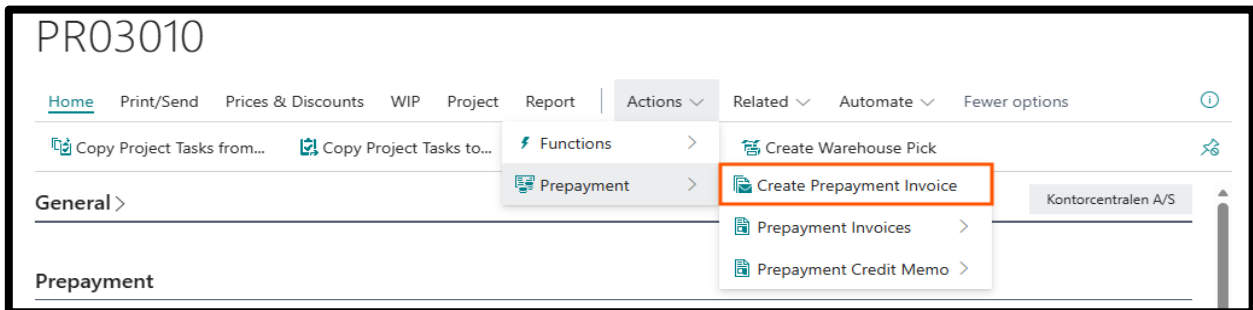 PR03010
Home Print/Send Prices & Discounts WIP Project Report Actions Related Automate Fewer options
Copy Project Tasks from... Copy Project Tasks to... Functions Create Warehouse Pick
Prepayment Create Prepayment Invoice
General Kontorcentralen A/S
Prepayment Invoices
Prepayment Credit Memo
Prepayment